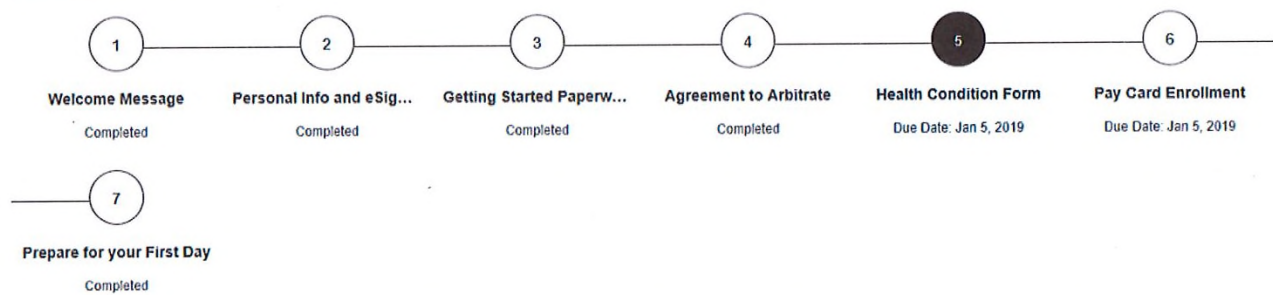 1 2 3 4 5 6
Welcome Message Personal Info and eSig... Getting Started Paperw... Agreement to Arbitrate Health Condition Form Pay Card Enrollment
Completed Completed Completed Completed Due Date: Jan 5, 2019 Due Date: Jan 5, 2019
7
Prepare for your First Day
Completed